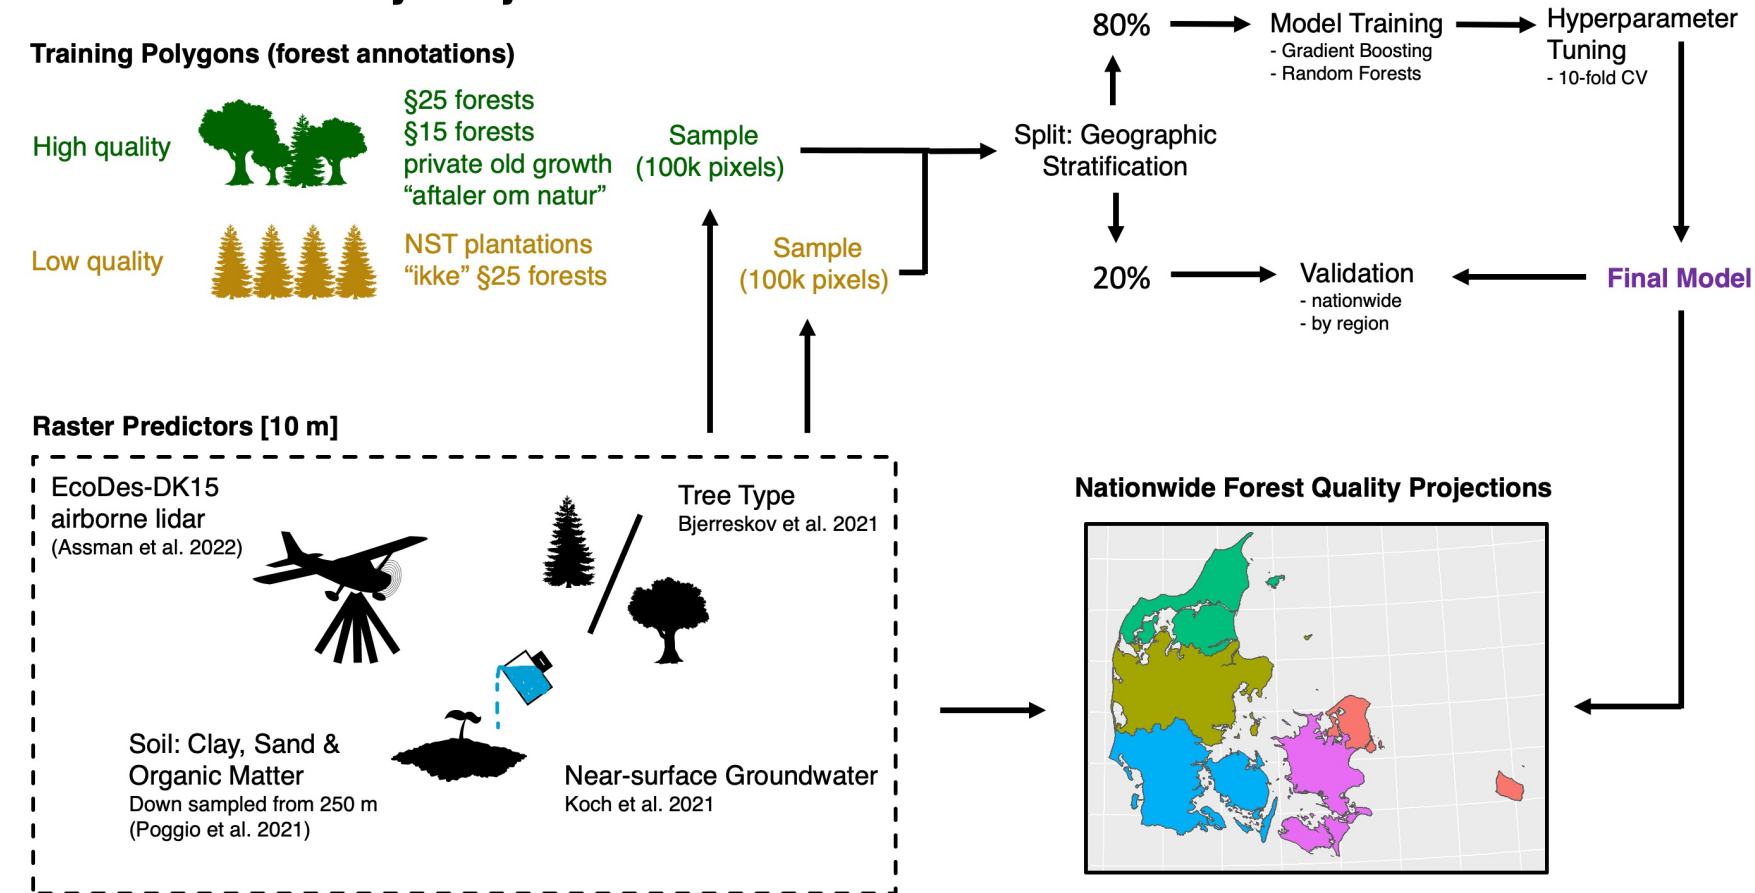 Training Polygons (forest annotations)
High quality
§25 forests
§15 forests
private old growth
“aftaler om natur”
Low quality
NST plantations
“ikke” §25 forests
Sample
(100k pixels)
Sample
(100k pixels)
Split: Geographic
Stratification
80%
Model Training
- Gradient Boosting
- Random Forests
Hyperparameter
Tuning
- 10-fold CV
20%
Validation
- nationwide
- by region
Final Model
Raster Predictors [10 m]
EcoDes-DK15
airborne lidar
(Assman et al. 2022)
Tree Type
Bjerreskov et al. 2021
Soil: Clay, Sand &
Organic Matter
Down sampled from 250 m
(Poggio et al. 2021)
Near-surface Groundwater
Koch et al. 2021
Nationwide Forest Quality Projections